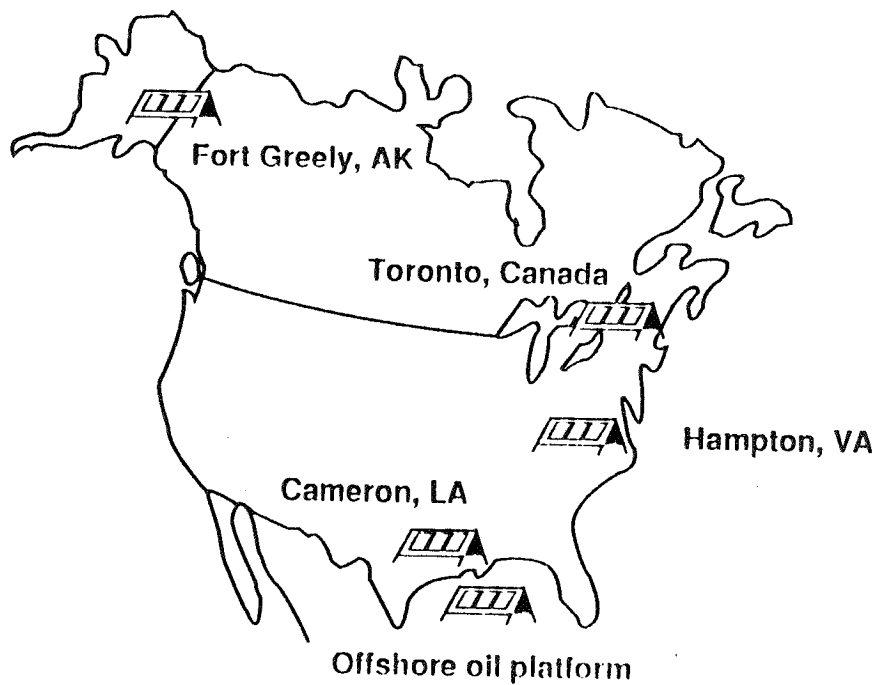 Fort Greely, AK
Toronto, Canada
Hampton, VA
Cameron, LA
Offshore oil platform